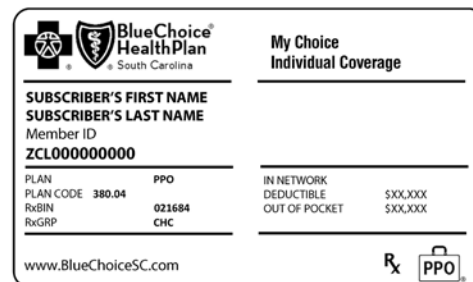 BlueChoice®
HealthPlan
® ® South Carolina
My Choice
Individual Coverage
SUBSCRIBER'S FIRST NAME
SUBSCRIBER'S LAST NAME
Member ID
ZCL000000000
PLAN PPO
PLAN CODE 380.04
RxBIN 021684
RxGRP CHC
IN NETWORK
DEDUCTIBLE $XX,XXX
OUT OF POCKET $XX,XXX
www.BlueChoiceSC.com
Rx PPO®